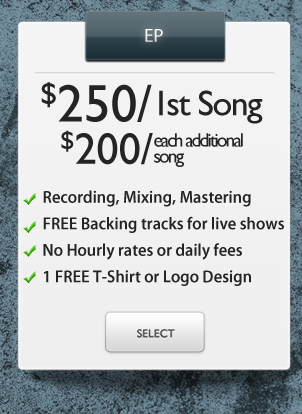 EP
$250/1st Song
$200/each additional
song
Recording, Mixing, Mastering
FREE Backing tracks for live shows
No Hourly rates or daily fees
1 FREE T-Shirt or Logo Design
SELECT